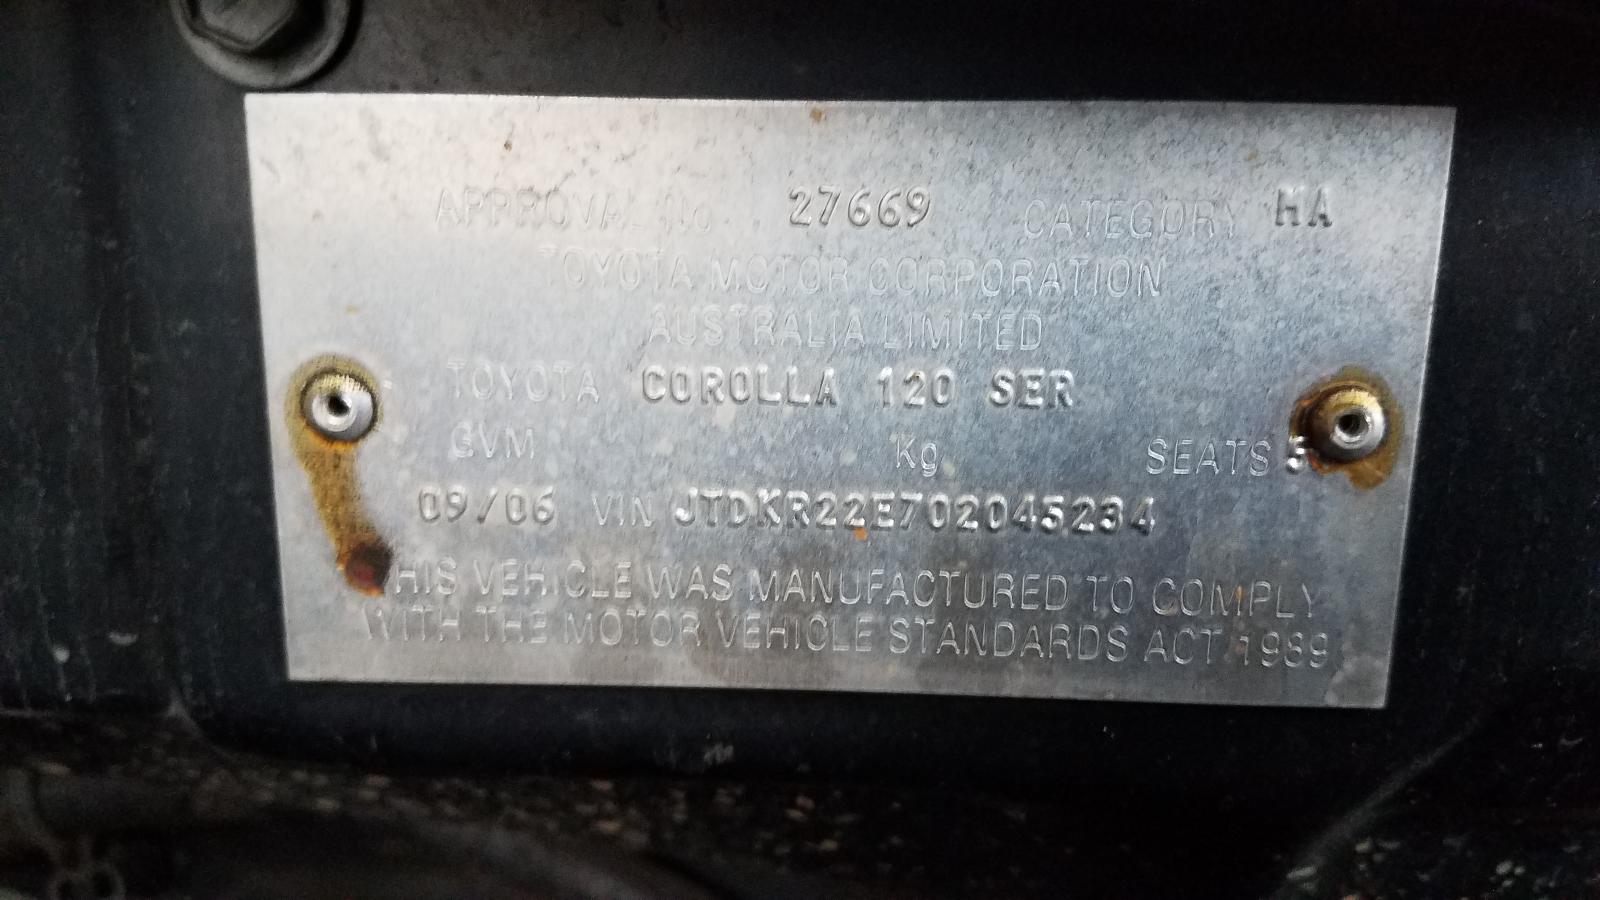 APPROVAL No 27669 CATEGORY MA
TOYOTA MOTOR CORPORATION
AUSTRALIA LIMITED
TOYOTA COROLLA 120 SER
GVM Kg SEATS 5
09/06 VIN JTDKR22E702045234
THIS VEHICLE WAS MANUFACTURED TO COMPLY
WITH THE MOTOR VEHICLE STANDARDS ACT 1989